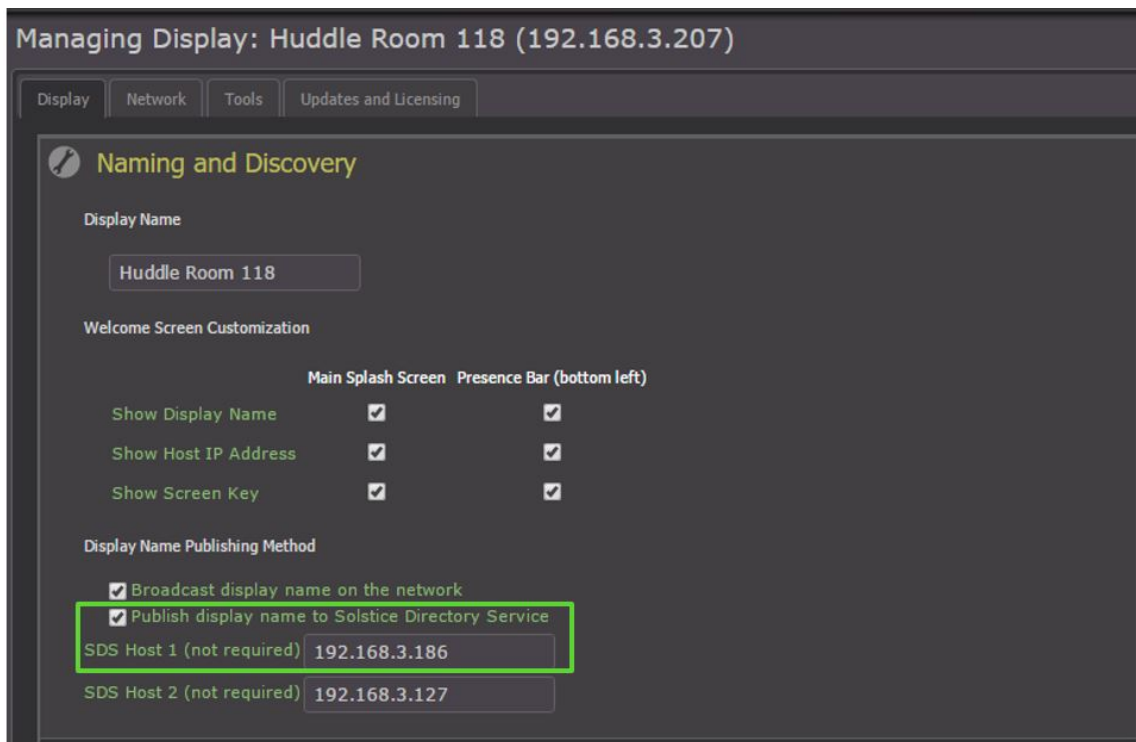 Managing Display: Huddle Room 118 (192.168.3.207)
Display Network Tools Updates and Licensing
Naming and Discovery
Display Name
Huddle Room 118
Welcome Screen Customization
Main Splash Screen Presence Bar (bottom left)
Show Display Name
Show Host IP Address
Show Screen Key
Display Name Publishing Method
Broadcast display name on the network
Publish display name to Solstice Directory Service
SDS Host 1 (not required) 192.168.3.186
SDS Host 2 (not required) 192.168.3.127